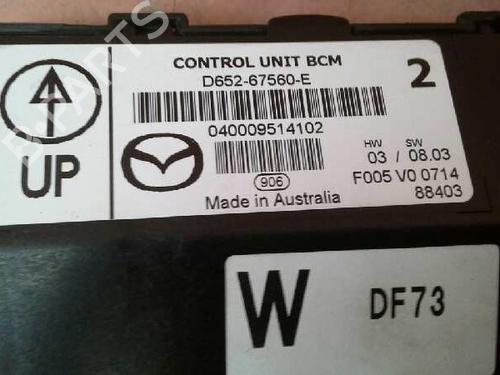 CONTROL UNIT BCM
D652-67560-E
2
040009514102
HW SW
03 / 08.03
906
F005 V0 0714
Made in Australia
88403
UP
W
DF73